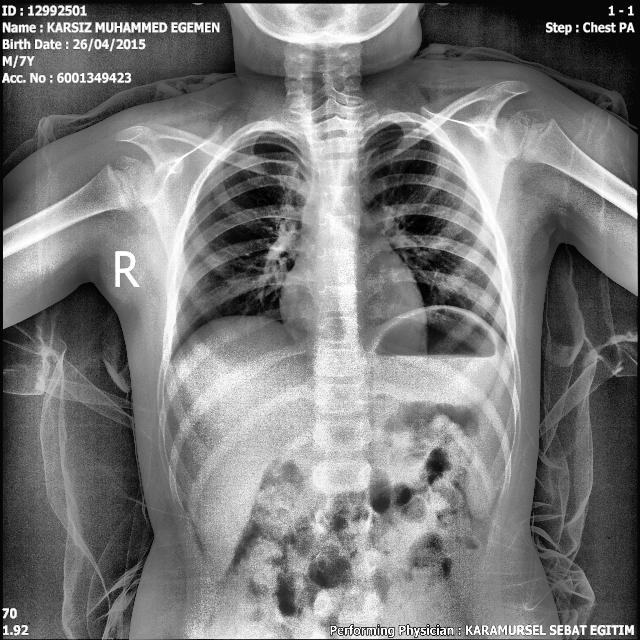 ID : 12992501
Name : KARSIZ MUHAMMED EGEMEN
Birth Date : 26/04/2015
M/7Y
Acc. No : 6001349423
1 - 1
Step : Chest PA
R
70
1.92
Performing Physician : KARAMURSEL SEBAT EGITIM